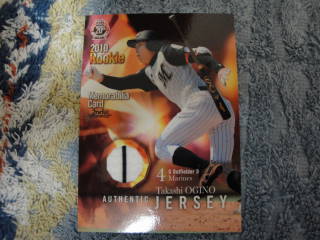 2010
Rookie
Memorabilia
Card
4 Outfielder
Marines
Takashi OGINO
AUTHENTIC JERSEY